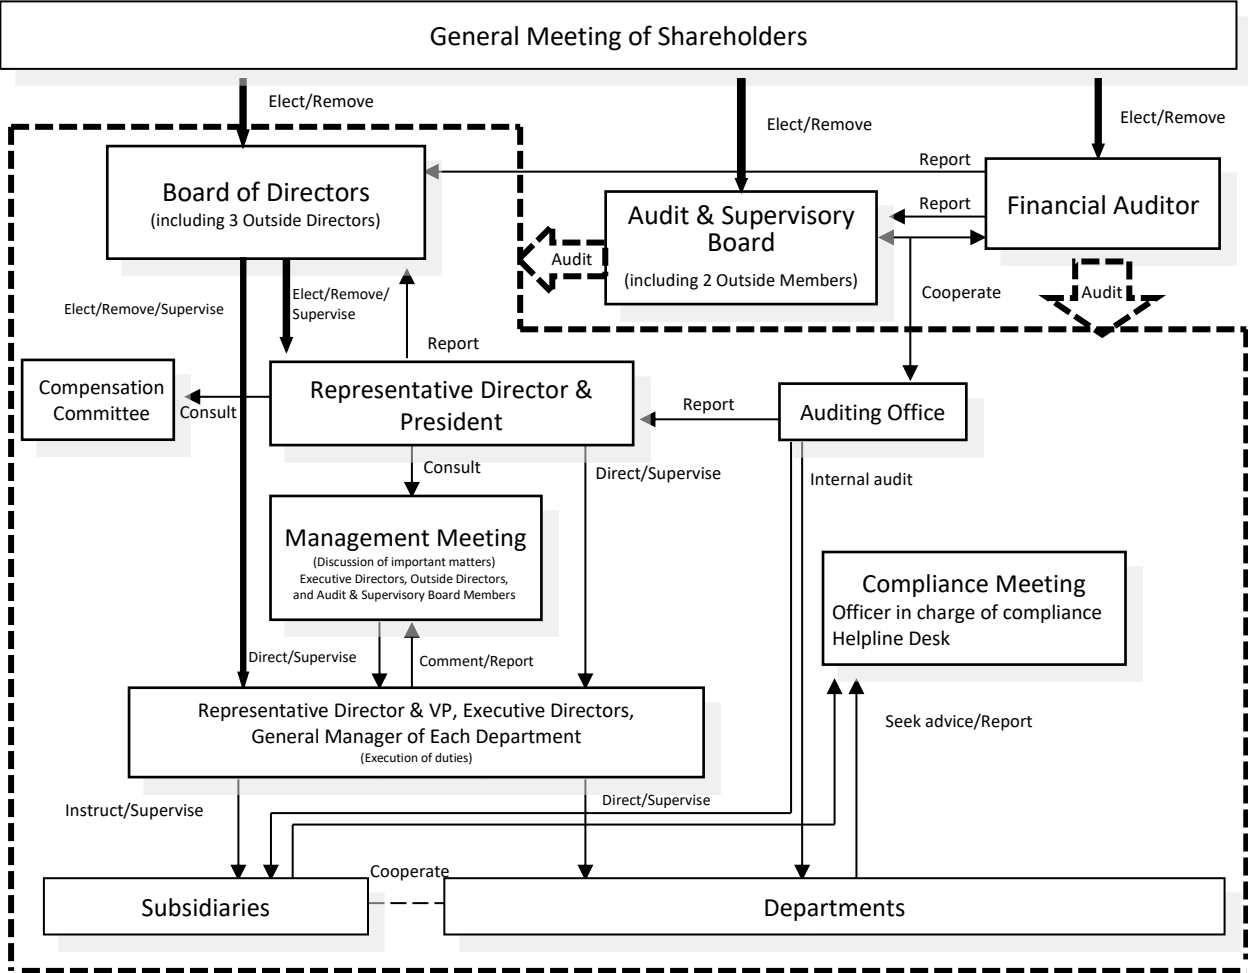 General Meeting of Shareholders
Elect/Remove
Elect/Remove
Elect/Remove
Board of Directors
(including 3 Outside Directors)
Report
Report
Audit & Supervisory
Board
(including 2 Outside Members)
Financial Auditor
Audit
Audit
Cooperate
Elect/Remove/Supervise
Elect/Remove/
Supervise
Report
Compensation
Committee
Consult
Representative Director &
President
Report
Auditing Office
Consult
Direct/Supervise
Internal audit
Management Meeting
(Discussion of important matters)
Executive Directors, Outside Directors,
and Audit & Supervisory Board Members
Compliance Meeting
Officer in charge of compliance
Helpline Desk
Direct/Supervise
Comment/Report
Representative Director & VP, Executive Directors,
General Manager of Each Department
(Execution of duties)
Seek advice/Report
Instruct/Supervise
Direct/Supervise
Cooperate
Subsidiaries
Departments